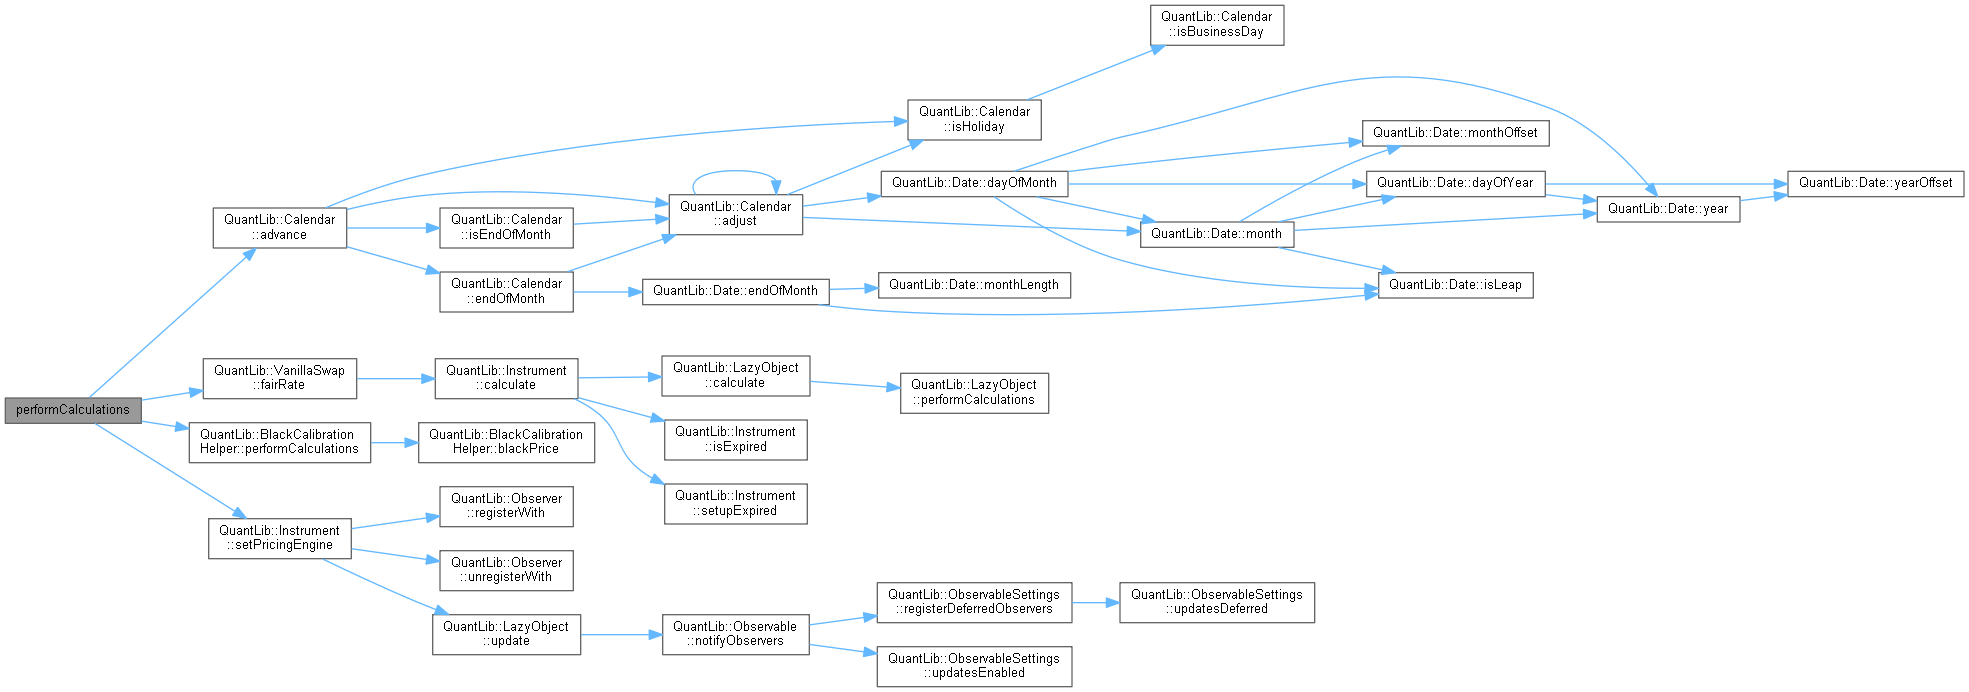 QuantLib::Calendar
::isBusinessDay
QuantLib::Calendar
::isHoliday
QuantLib::Date::monthOffset
QuantLib::Date::dayOfMonth
QuantLib::Date::dayOfYear
QuantLib::Date::yearOffset
QuantLib::Calendar
::advance
QuantLib::Calendar
::isEndOfMonth
QuantLib::Calendar
::adjust
QuantLib::Date::month
QuantLib::Date::year
QuantLib::Calendar
::endOfMonth
QuantLib::Date::endOfMonth
QuantLib::Date::monthLength
QuantLib::Date::isLeap
performCalculations
QuantLib::VanillaSwap
::fairRate
QuantLib::Instrument
::calculate
QuantLib::LazyObject
::calculate
QuantLib::LazyObject
::performCalculations
QuantLib::BlackCalibration
Helper::performCalculations
QuantLib::BlackCalibration
Helper::blackPrice
QuantLib::Instrument
::isExpired
QuantLib::Instrument
::setupExpired
QuantLib::Instrument
::setPricingEngine
QuantLib::Observer
::registerWith
QuantLib::Observer
::unregisterWith
QuantLib::LazyObject
::update
QuantLib::Observable
::notifyObservers
QuantLib::ObservableSettings
::registerDeferredObservers
QuantLib::ObservableSettings
::updatesDeferred
QuantLib::ObservableSettings
::updatesEnabled